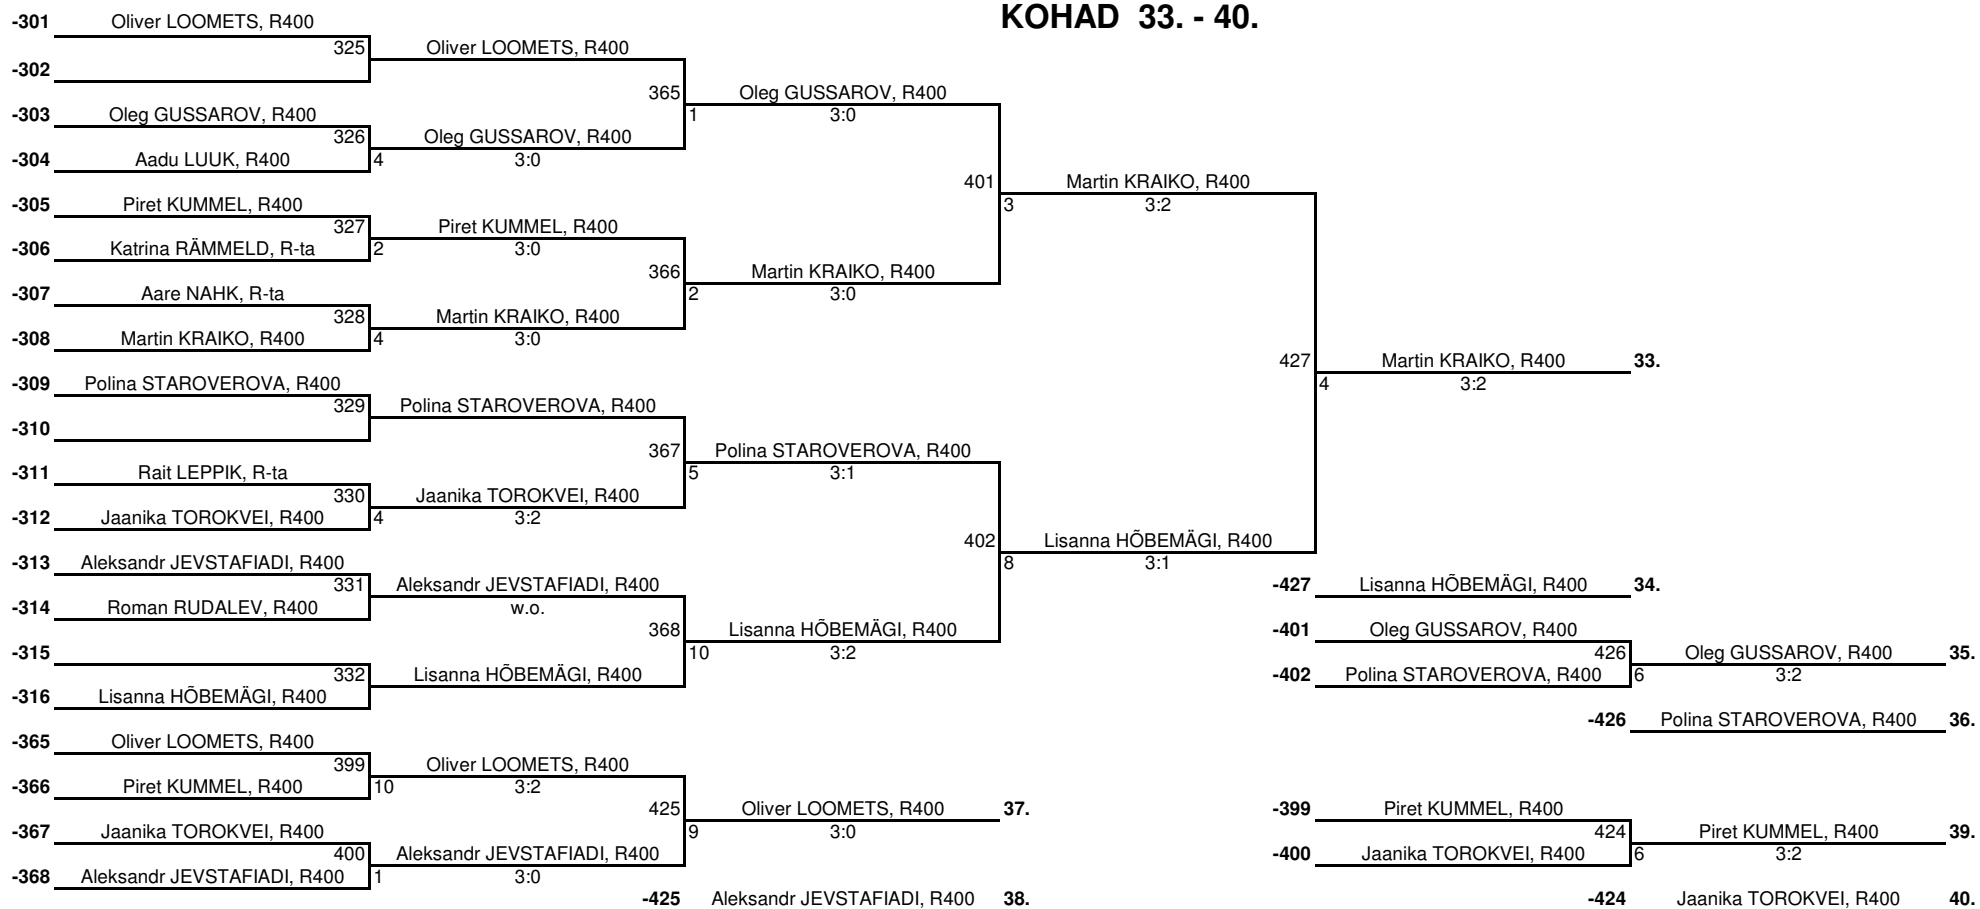 KOHAD 33. - 40.
-301 Oliver LOOMETS, R400
325 Oliver LOOMETS, R400
-302
365 Oleg GUSSAROV, R400
-303 Oleg GUSSAROV, R400 1 3:0
326 Oleg GUSSAROV, R400
-304 Aadu LUUK, R400 4 3:0
401 Martin KRAIKO, R400
-305 Piret KUMMEL, R400 3 3:2
327 Piret KUMMEL, R400
-306 Katrina RÄMMELD, R-ta 2 3:0
366 Martin KRAIKO, R400
-307 Aare NAHK, R-ta 2 3:0
328 Martin KRAIKO, R400
-308 Martin KRAIKO, R400 4 3:0
427 Martin KRAIKO, R400 33.
-309 Polina STAROVEROVA, R400 4 3:2
329 Polina STAROVEROVA, R400
-310
367 Polina STAROVEROVA, R400
-311 Rait LEPPIK, R-ta 5 3:1
330 Jaanika TOROKVEI, R400
-312 Jaanika TOROKVEI, R400 4 3:2
402 Lisanna HÕBEMÄGI, R400
-313 Aleksandr JEVSTAFIADI, R400 8 3:1
331 Aleksandr JEVSTAFIADI, R400 -427 Lisanna HÕBEMÄGI, R400 34.
-314 Roman RUDALEV, R400 w.o.
368 Lisanna HÕBEMÄGI, R400 -401 Oleg GUSSAROV, R400
-315 10 3:2 426 Oleg GUSSAROV, R400 35.
332 Lisanna HÕBEMÄGI, R400 -402 Polina STAROVEROVA, R400 6 3:2
-316 Lisanna HÕBEMÄGI, R400
-426 Polina STAROVEROVA, R400 36.
-365 Oliver LOOMETS, R400
399 Oliver LOOMETS, R400
-366 Piret KUMMEL, R400 10 3:2
425 Oliver LOOMETS, R400 37. -399 Piret KUMMEL, R400
-367 Jaanika TOROKVEI, R400 9 3:0 424 Piret KUMMEL, R400 39.
400 Aleksandr JEVSTAFIADI, R400 -400 Jaanika TOROKVEI, R400 6 3:2
-368 Aleksandr JEVSTAFIADI, R400 1 3:0
-425 Aleksandr JEVSTAFIADI, R400 38. -424 Jaanika TOROKVEI, R400 40.